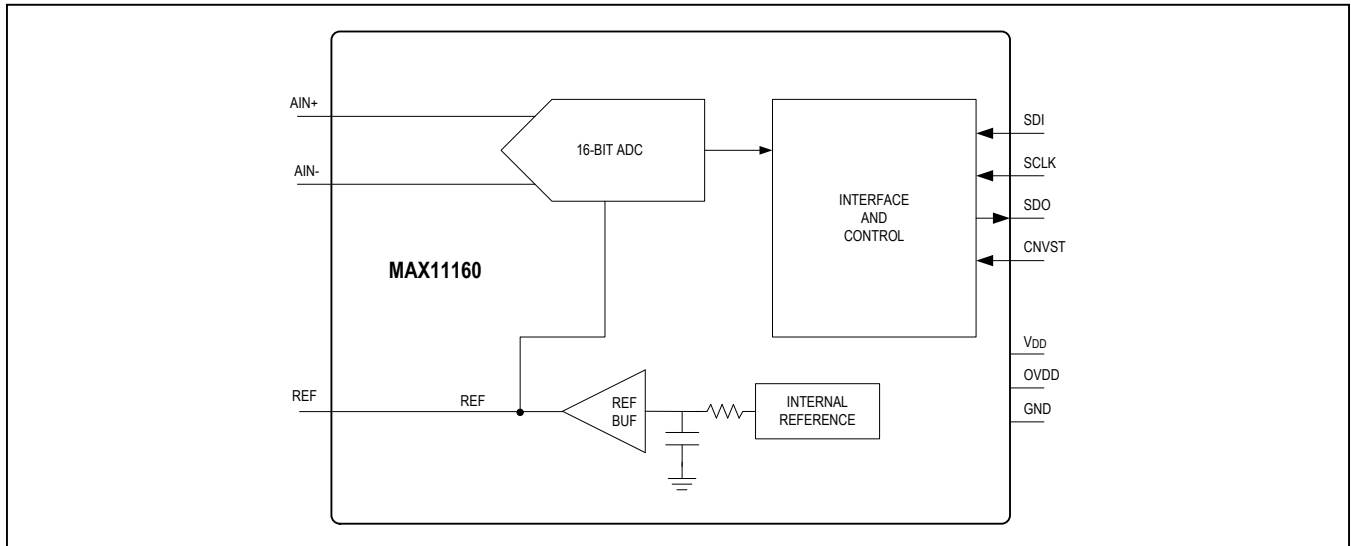 AIN+
AIN-
16-BIT ADC
INTERFACE
AND
CONTROL
SDI
SCLK
SDO
CNVST
MAX11160
VDD
OVDD
GND
REF
REF
REF
BUF
INTERNAL
REFERENCE